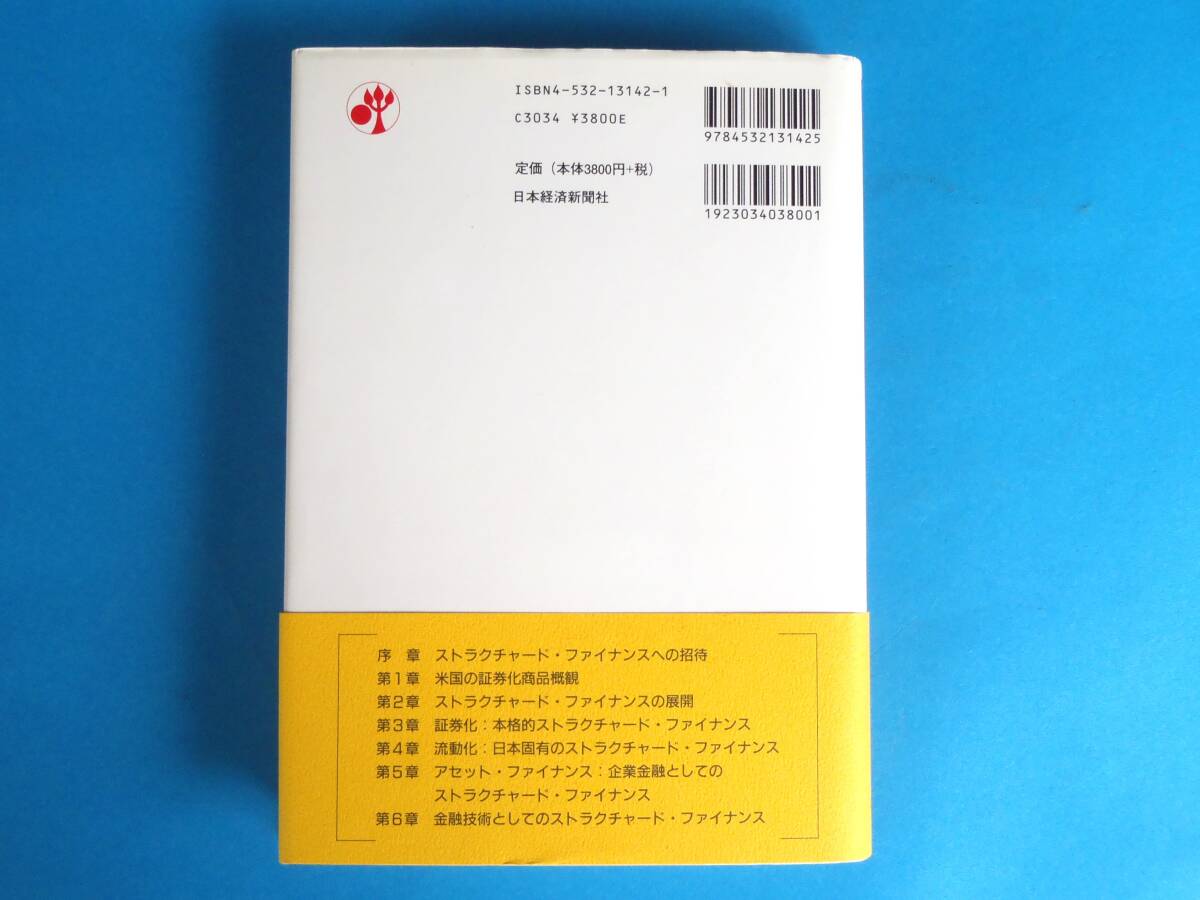 ISBN4-532-13142-1
C3034 ¥3800E
定価（本体3800円+税）
日本経済新聞社
9784532131425
1923034038001
序　章　ストラクチャード・ファイナンスへの招待
第1章　米国の証券化商品概観
第2章　ストラクチャード・ファイナンスの展開
第3章　証券化：本格的ストラクチャード・ファイナンス
第4章　流動化：日本固有のストラクチャード・ファイナンス
第5章　アセット・ファイナンス：企業金融としての
ストラクチャード・ファイナンス
第6章　金融技術としてのストラクチャード・ファイナンス